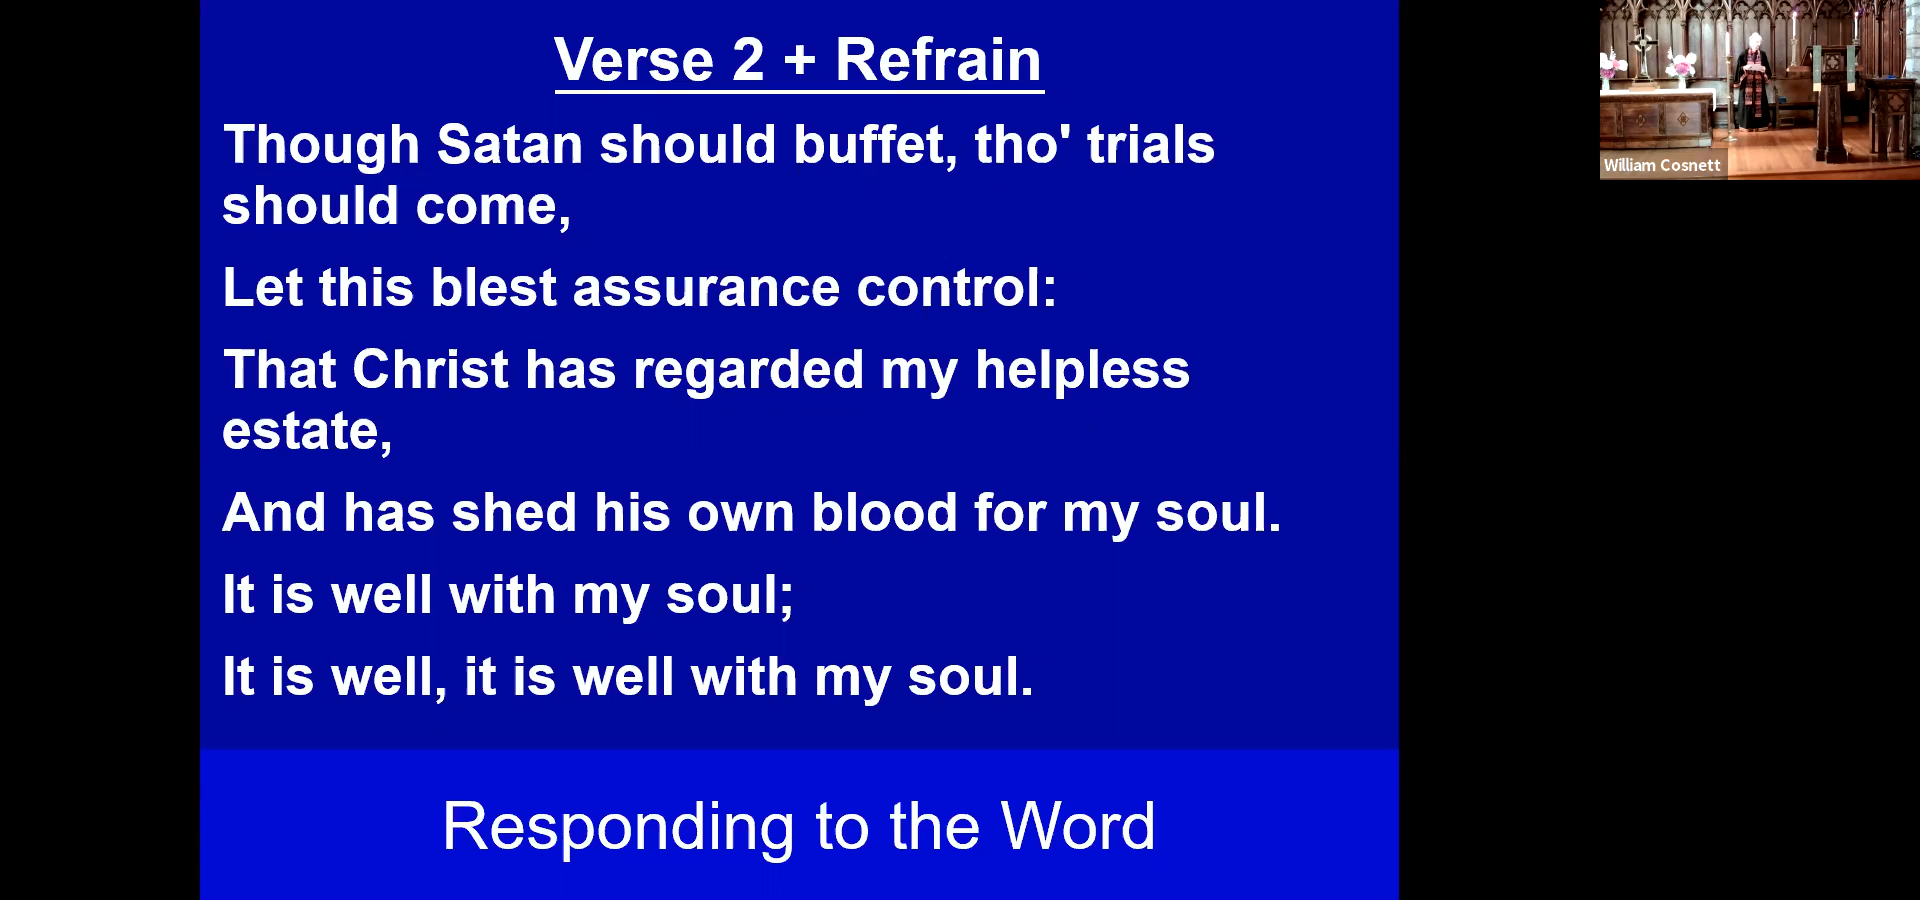 Verse 2 + Refrain
Though Satan should buffet, tho' trials
should come,
Let this blest assurance control:
That Christ has regarded my helpless
estate,
And has shed his own blood for my soul.
It is well with my soul;
It is well, it is well with my soul.
Responding to the Word
William Cosnett